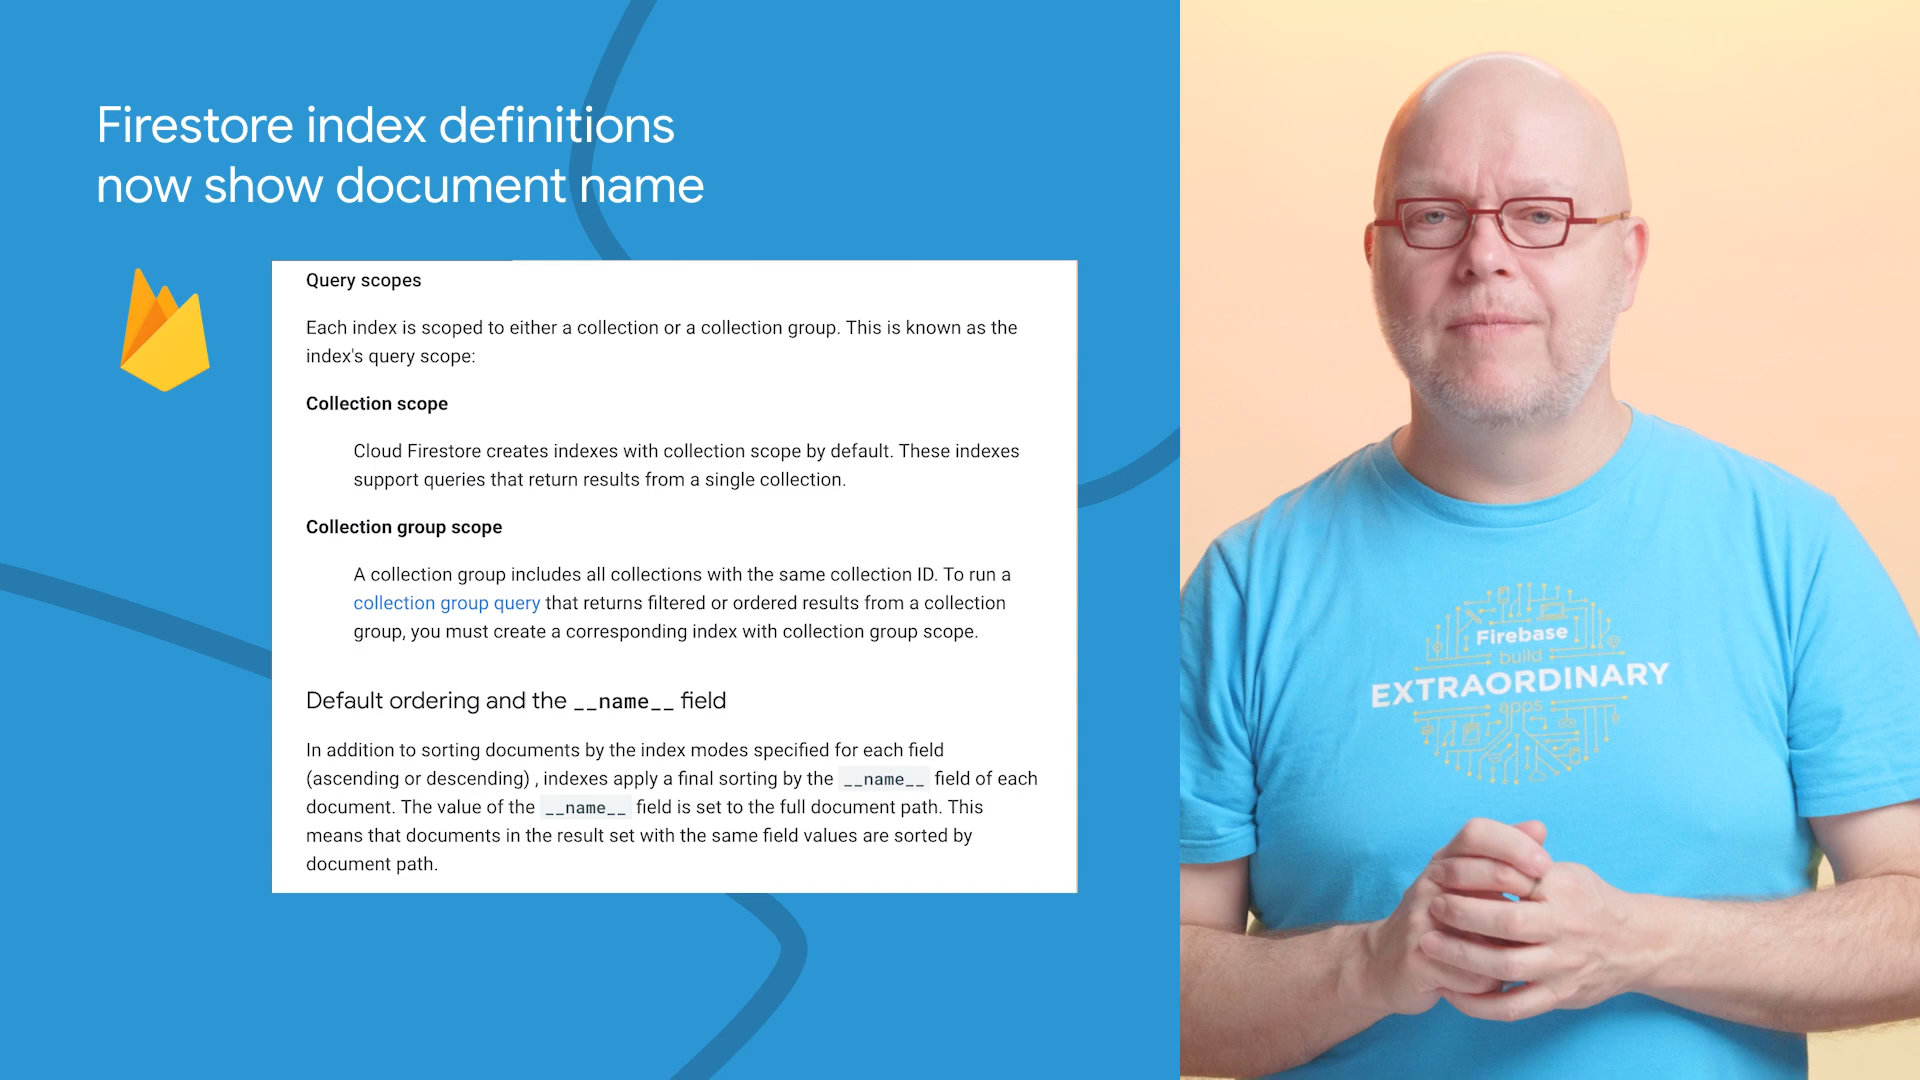 Firestore index definitions
now show document name
Query scopes
Each index is scoped to either a collection or a collection group. This is known as the
index's query scope:
Collection scope
Cloud Firestore creates indexes with collection scope by default. These indexes
support queries that return results from a single collection.
Collection group scope
A collection group includes all collections with the same collection ID. To run a
collection group query that returns filtered or ordered results from a collection
group, you must create a corresponding index with collection group scope.
Default ordering and the __name__ field
In addition to sorting documents by the index modes specified for each field
(ascending or descending) , indexes apply a final sorting by the __name__ field of each
document. The value of the __name__ field is set to the full document path. This
means that documents in the result set with the same field values are sorted by
document path.
Firebase
build
EXTRAORDINARY
apps